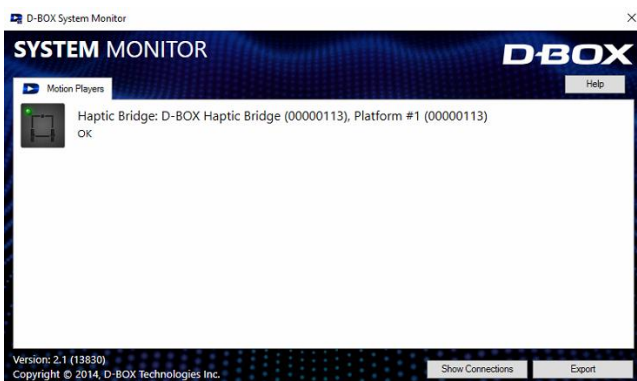 D-BOX System Monitor
SYSTEM MONITOR
D-BOX
Motion Players
Help
Haptic Bridge: D-BOX Haptic Bridge (00000113), Platform #1 (00000113)
OK
Version: 2.1 (13830)
Copyright © 2014, D-BOX Technologies Inc.
Show Connections
Export